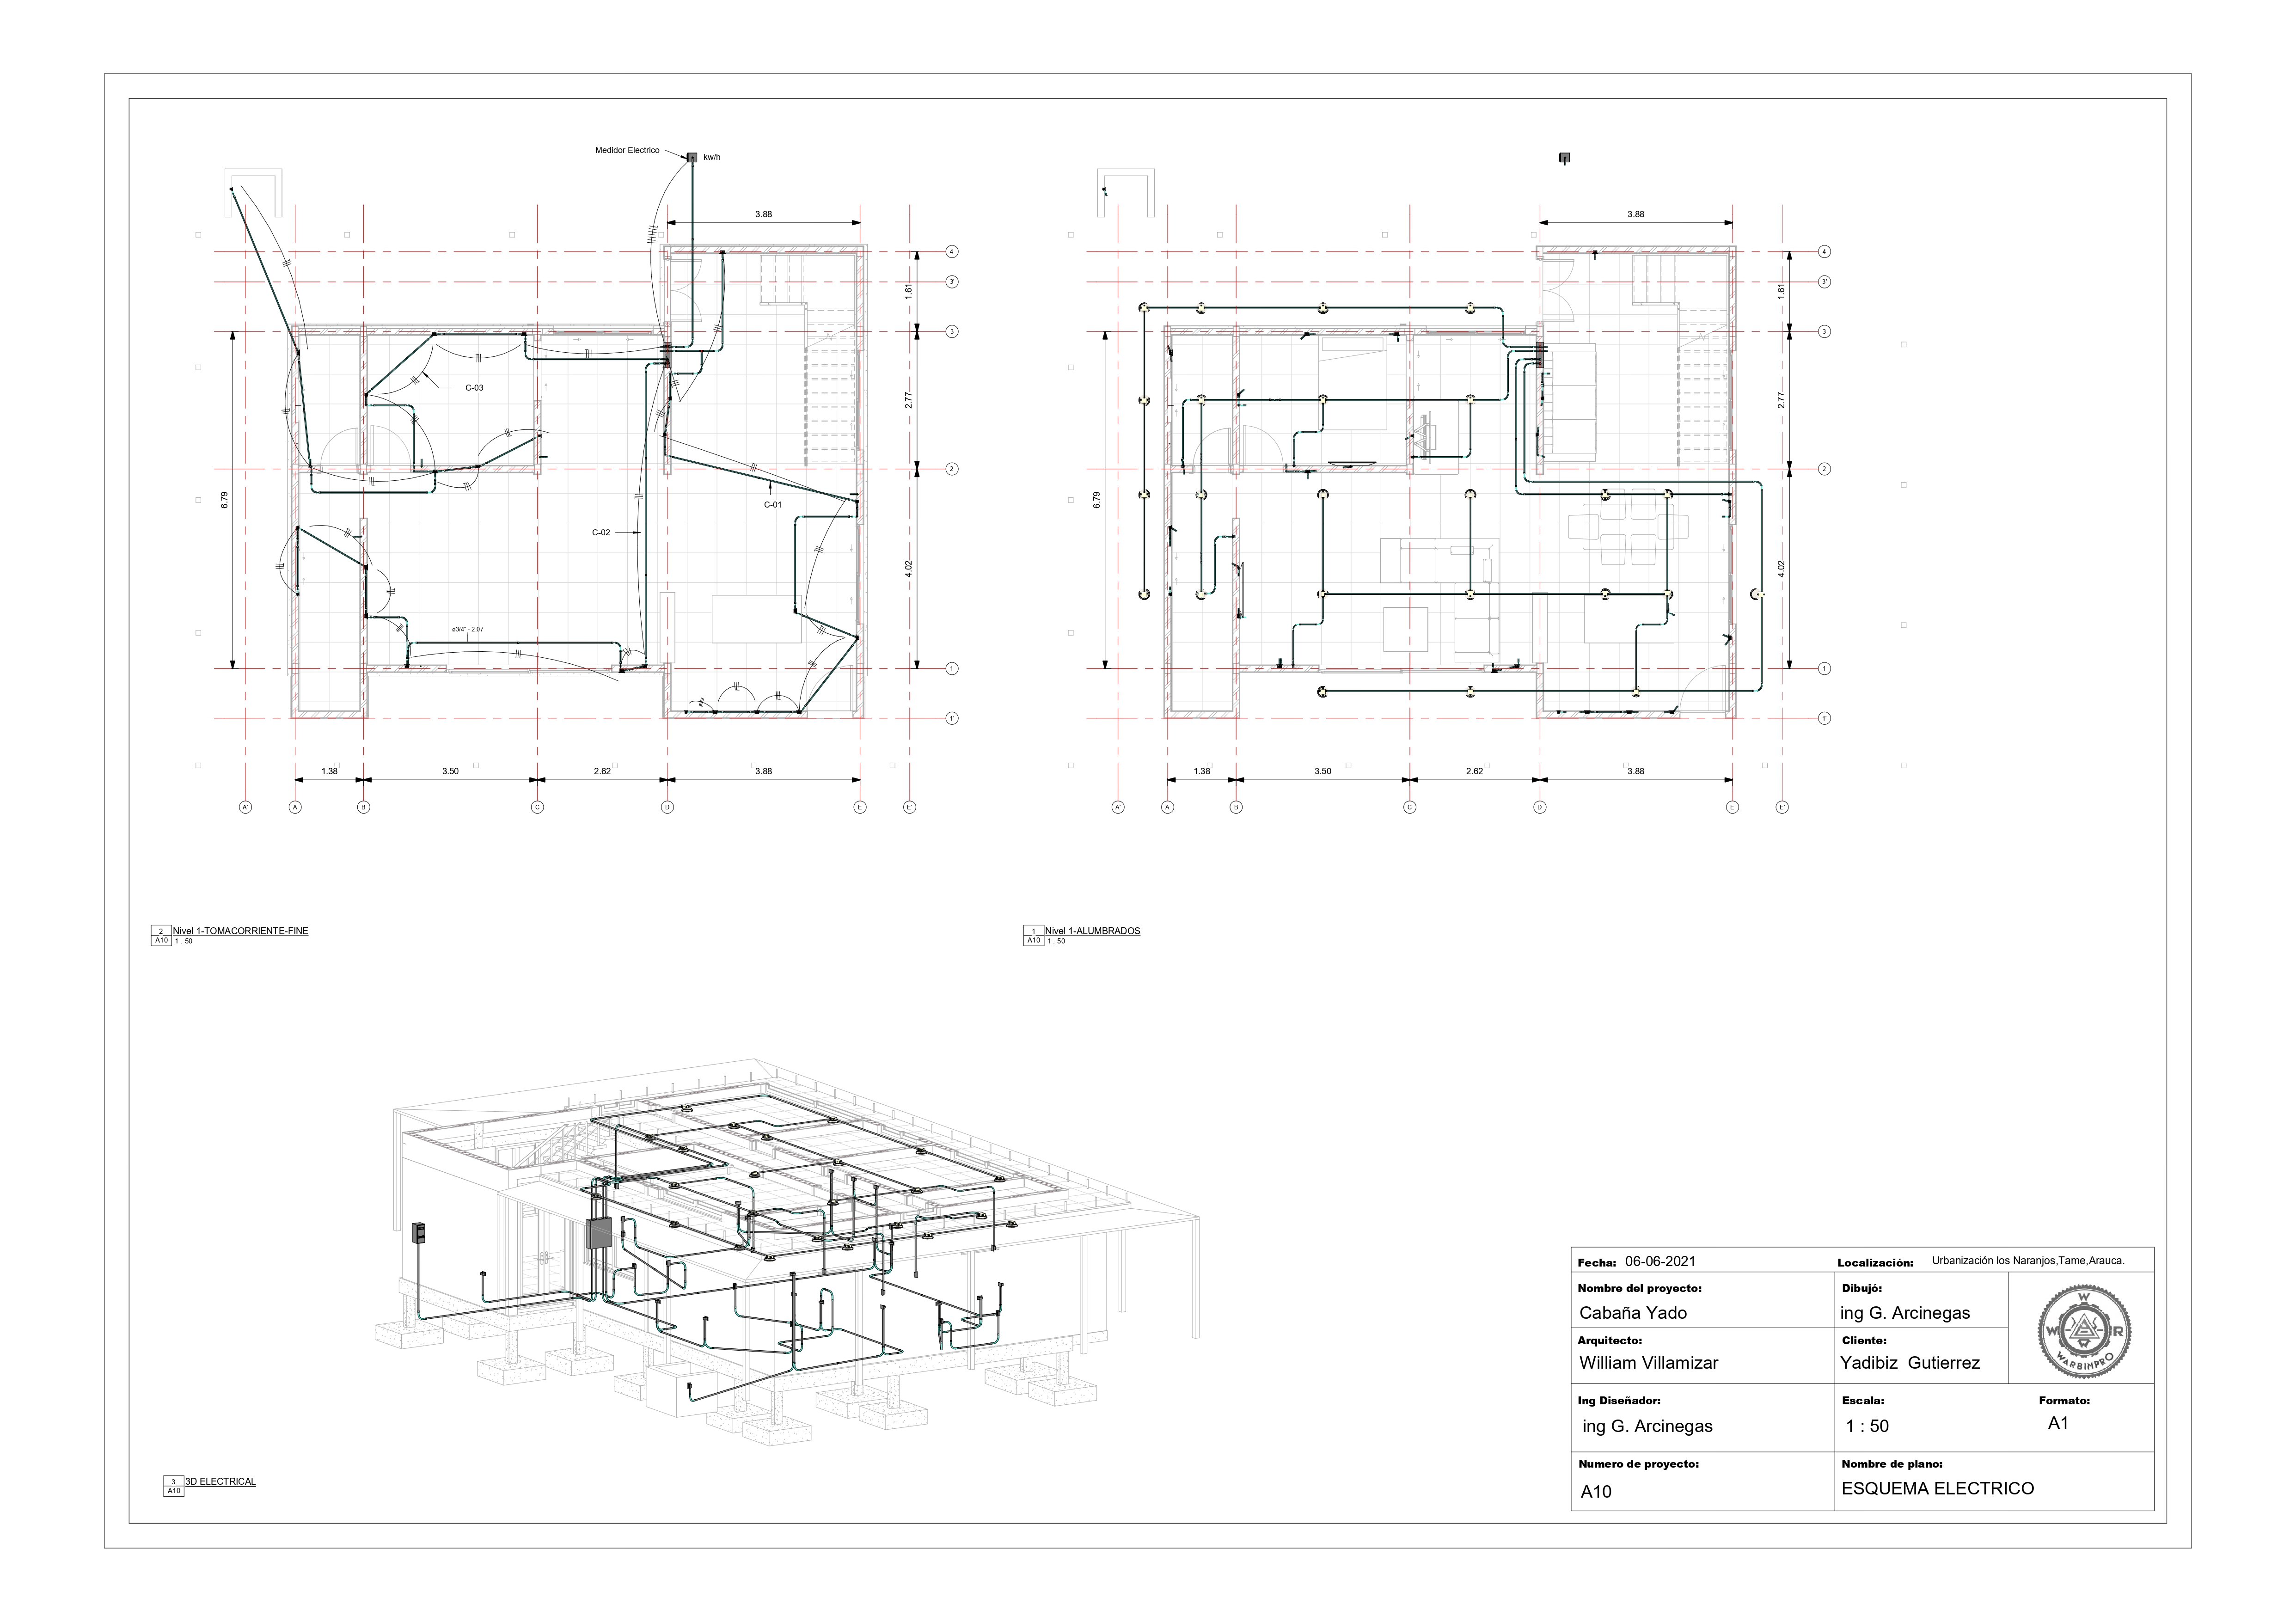 Medidor Electrico
kw/h
3.88
4
3'
1.61
3
C-03
2.77
2
6.79
C-01
C-02
4.02
ø3/4" - 2.07
1
1'
1.38
3.50
2.62
3.88
A'
A
B
C
D
E
E'
2
A10
Nivel 1-TOMACORRIENTE-FINE
1 : 50
3.88
4
3'
1.61
3
2.77
2
6.79
4.02
1
1'
1.38
3.50
2.62
3.88
A'
A
B
C
D
E
E'
1
A10
Nivel 1-ALUMBRADOS
1 : 50
3
A10
3D ELECTRICAL
Fecha: 06-06-2021
Localización: Urbanización los Naranjos,Tame,Arauca.
Nombre del proyecto:
Cabaña Yado
Dibujó:
ing G. Arcinegas
Arquitecto:
William Villamizar
Cliente:
Yadibiz Gutierrez
W
W R
WARBIMPRO
Ing Diseñador:
ing G. Arcinegas
Escala:
1 : 50
Formato:
A1
Numero de proyecto:
A10
Nombre de plano:
ESQUEMA ELECTRICO